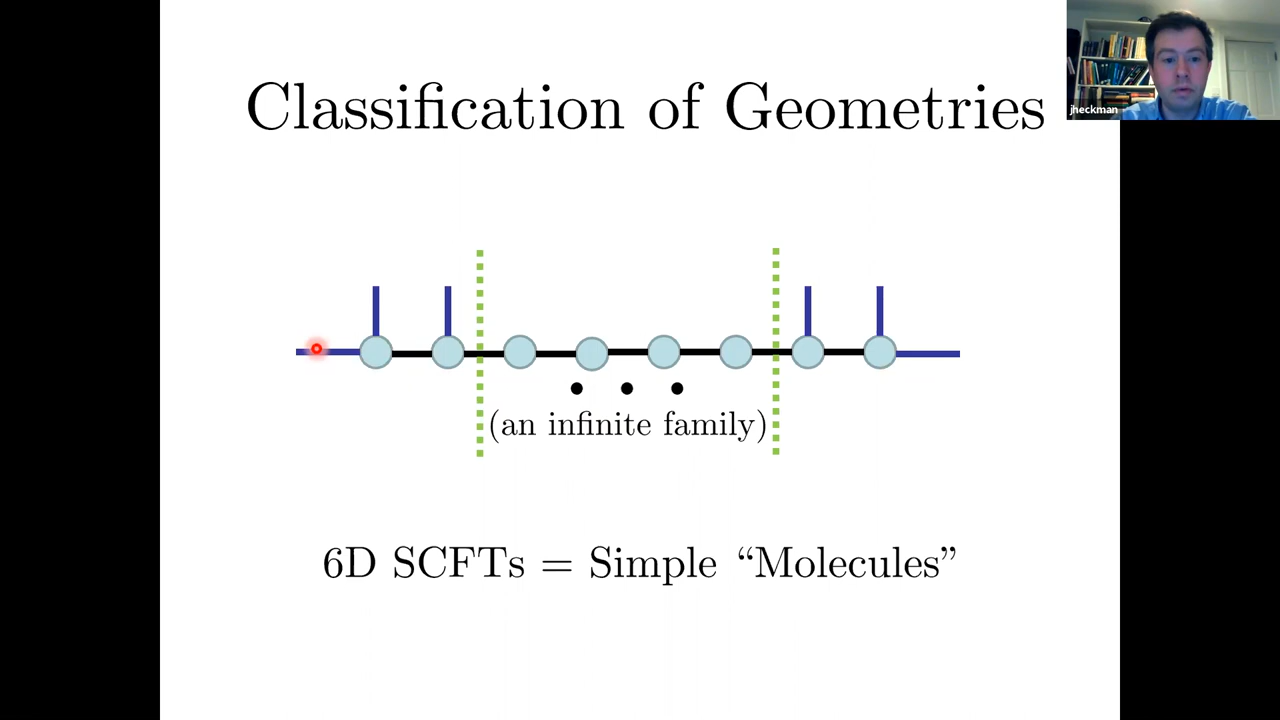 Classification of Geometries
jheckman
(an infinite family)
6D SCFTs = Simple “Molecules”